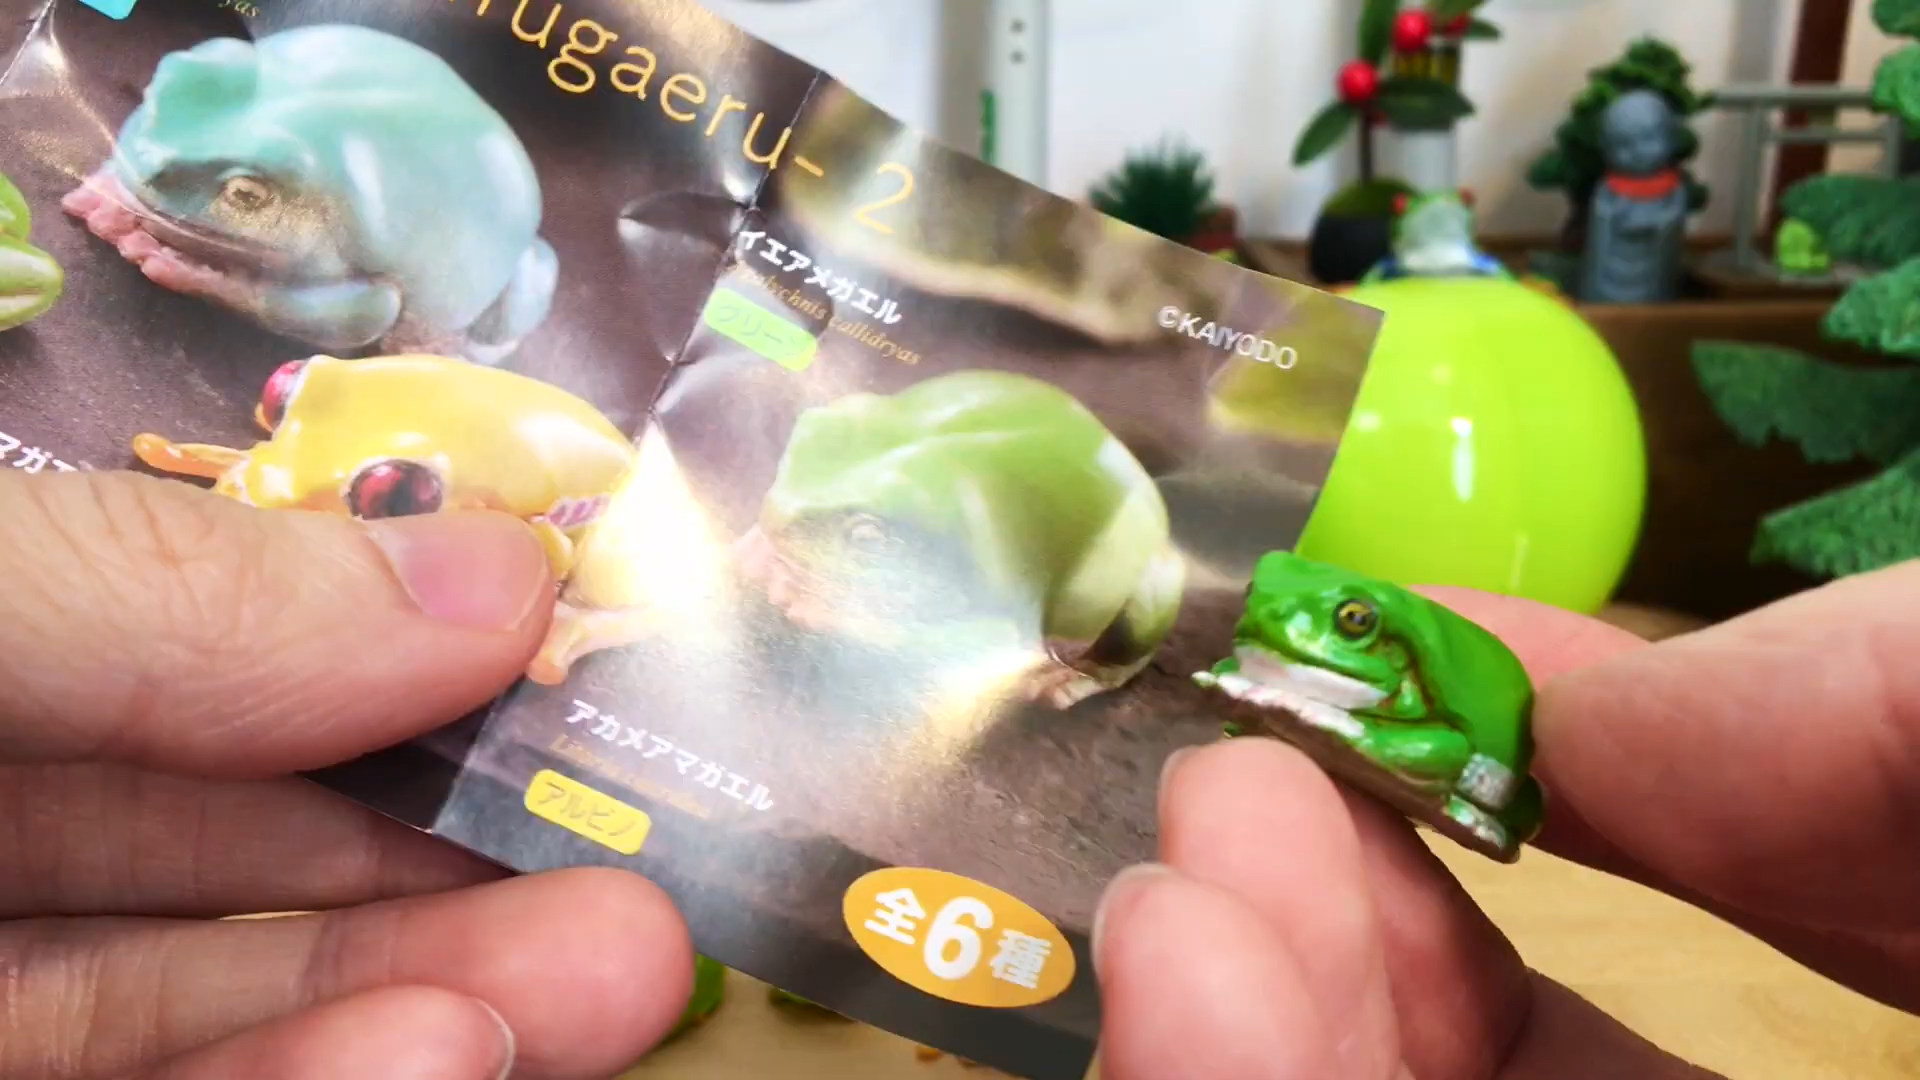 ugaeru- 2
イエアメガエル
callidryas
グリーン
©KAIYODO
アカメアマガエル
アルビノ
全6種